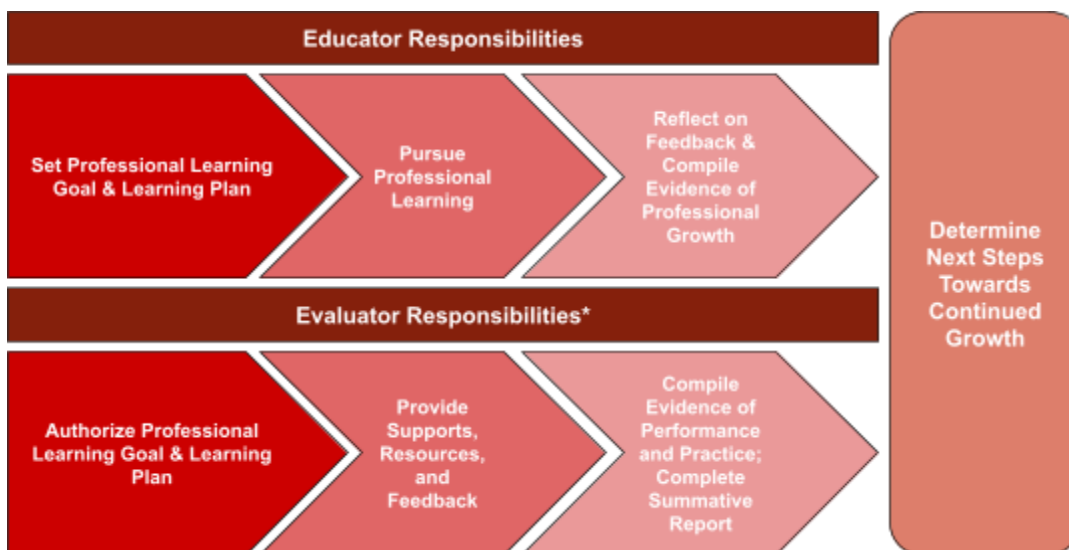 Educator Responsibilities
Set Professional Learning
Goal & Learning Plan
Pursue
Professional
Learning
Reflect on
Feedback &
Compile
Evidence of
Professional
Growth
Evaluator Responsibilities*
Authorize Professional
Learning Goal & Learning
Plan
Provide
Supports,
Resources,
and
Feedback
Compile
Evidence of
Performance
and Practice;
Complete
Summative
Report
Determine
Next Steps
Towards
Continued
Growth